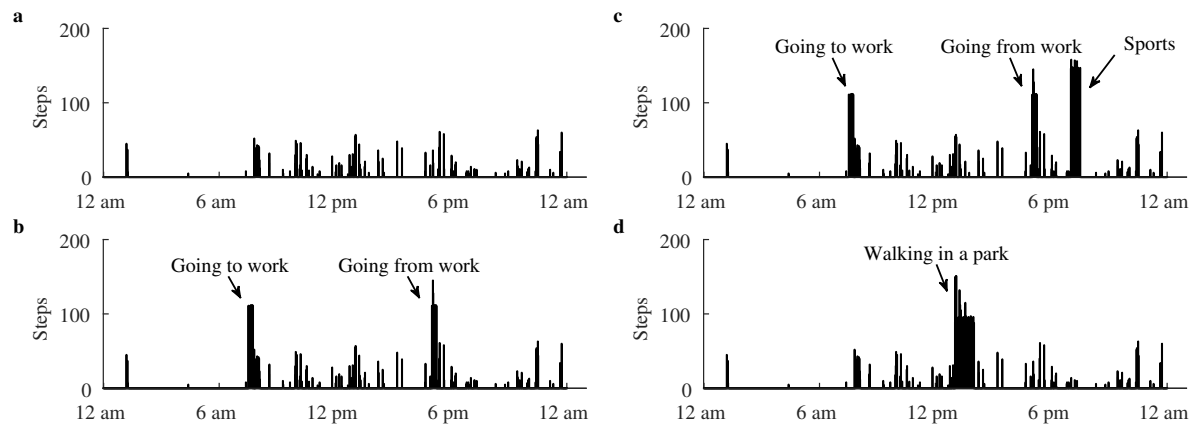 a
200
100
0
Steps
12 am 6 am 12 pm 6 pm 12 am
b
200
100
0
Steps
Going to work Going from work
12 am 6 am 12 pm 6 pm 12 am
c
200
100
0
Steps
Going to work Going from work Sports
12 am 6 am 12 pm 6 pm 12 am
d
200
100
0
Steps
Walking in a park
12 am 6 am 12 pm 6 pm 12 am